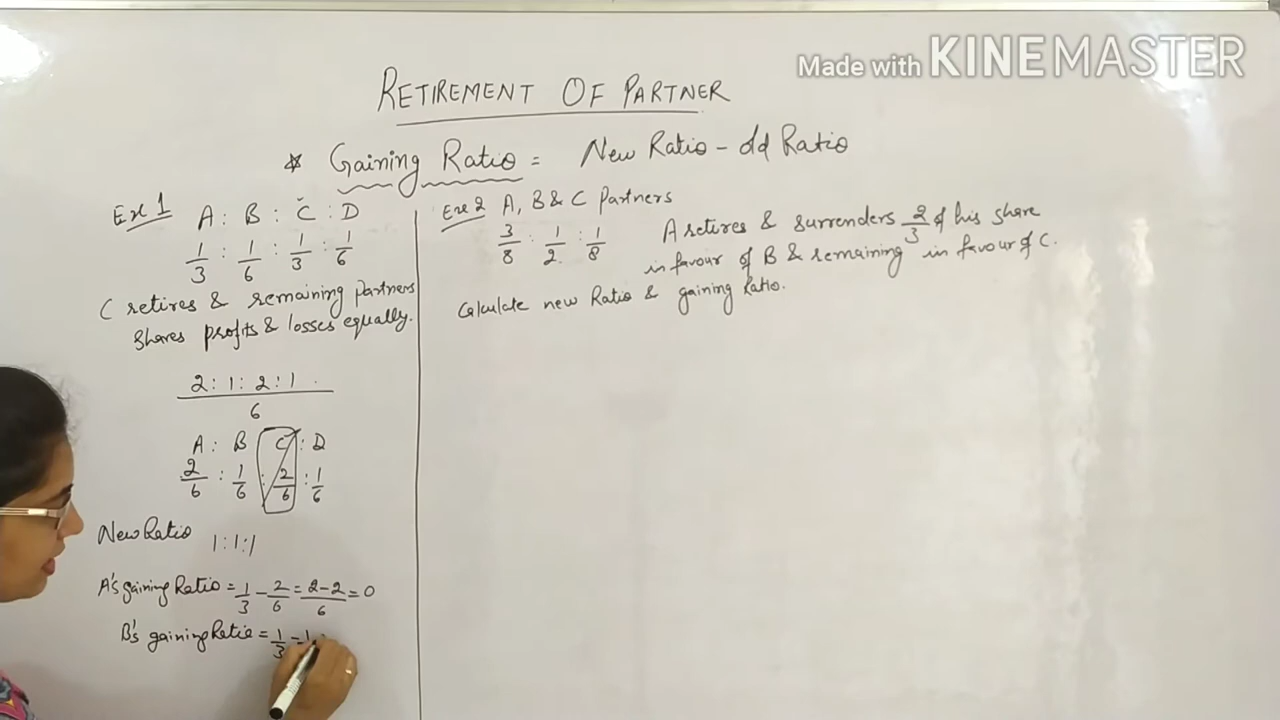 Made with KINEMASTER
RETIREMENT OF PARTNER
* Gaining Ratio = New Ratio - old Ratio
Ex 1 A : B : C : D
1/3 : 1/6 : 1/3 : 1/6
C retires & remaining partners
shares profits & losses equally.
2 : 1 : 2 : 1
6
A : B : C : D
2/6 : 1/6 : 2/6 : 1/6
New Ratio 1:1:1
A's gaining Ratio = 1/3 - 2/6 = 2-2/6 = 0
B's gaining Ratio = 1/3 - 1
Exe 2 A, B & C Partners
3/8 : 1/2 : 1/8
A retires & surrenders 2/3 of his share
in favour of B & remaining in favour of C.
Calculate new Ratio & gaining Ratio.